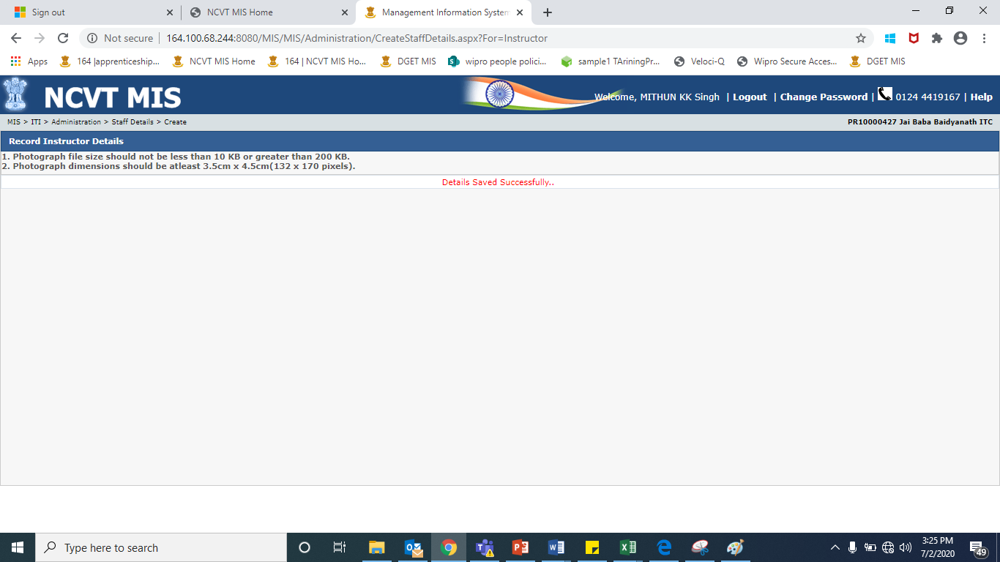 Sign out
NCVT MIS Home
Management Information System
Not secure
164.100.68.244:8080/MIS/MIS/Administration/CreateStaffDetails.aspx?For=Instructor
Apps
164 |apprenticeship...
NCVT MIS Home
164 | NCVT MIS Ho...
DGET MIS
wipro people polici...
sample1 TAriningPr...
Veloci-Q
Wipro Secure Acces...
DGET MIS
NCVT MIS
Welcome, MITHUN KK Singh | Logout | Change Password | 0124 4419167 | Help
MIS > ITI > Administration > Staff Details > Create
PR10000427 Jai Baba Baidyanath ITC
Record Instructor Details
1. Photograph file size should not be less than 10 KB or greater than 200 KB.
2. Photograph dimensions should be atleast 3.5cm x 4.5cm(132 x 170 pixels).
Details Saved Successfully..
Type here to search
3:25 PM
7/2/2020
49